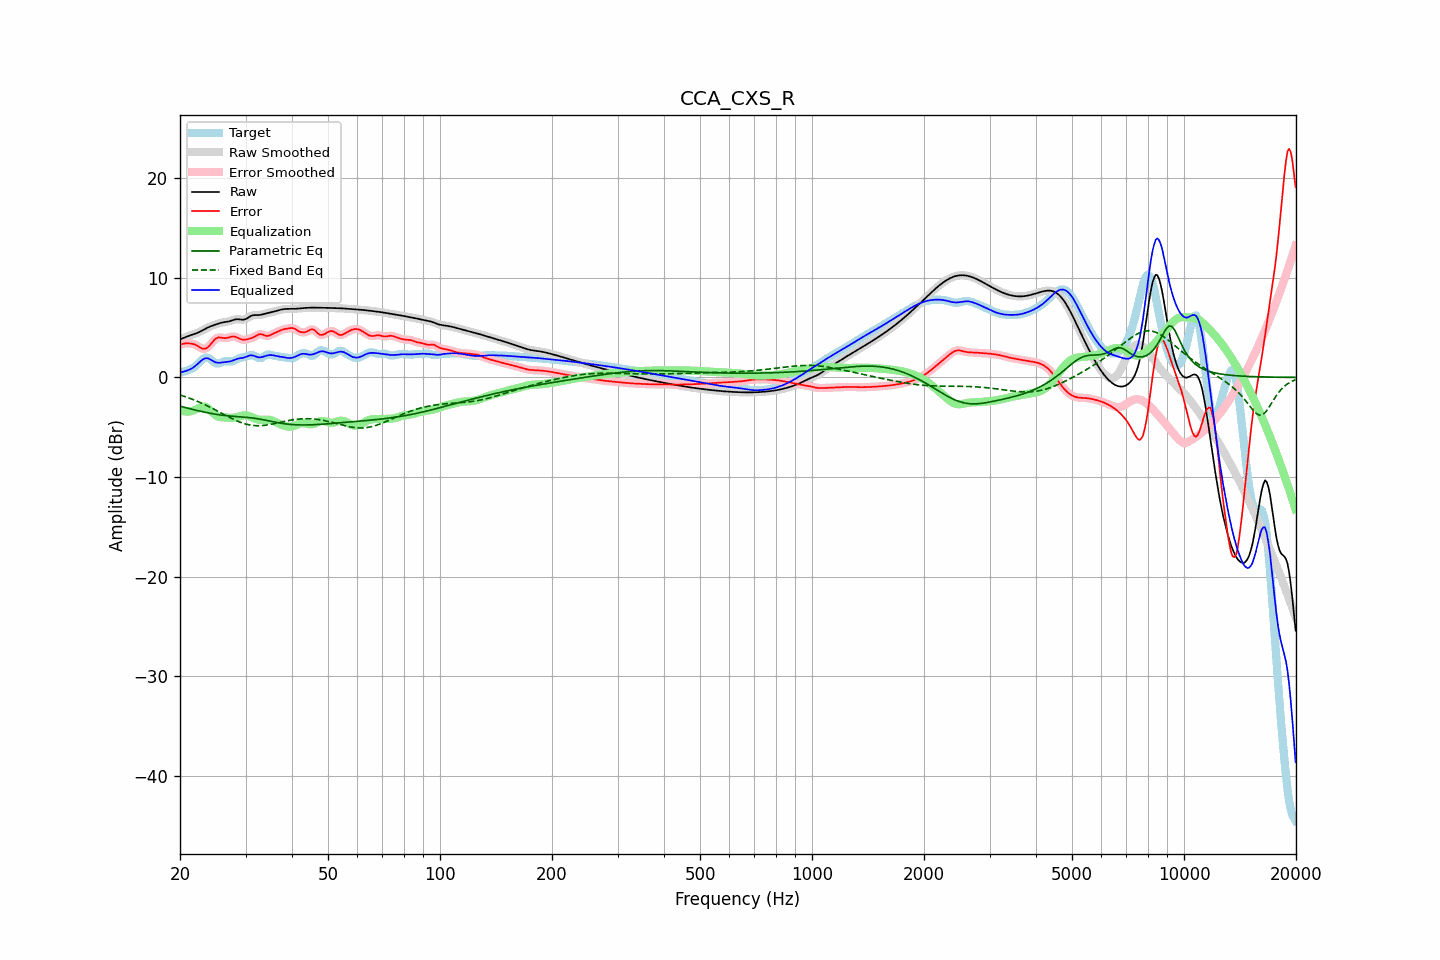 CCA_CXS_R
Target
Raw Smoothed
Error Smoothed
Raw
Error
Equalization
Parametric Eq
Fixed Band Eq
Equalized
Amplitude (dBr)
20
10
0
−10
−20
−30
−40
20 50 100 200 500 1000 2000 5000 10000 20000
Frequency (Hz)